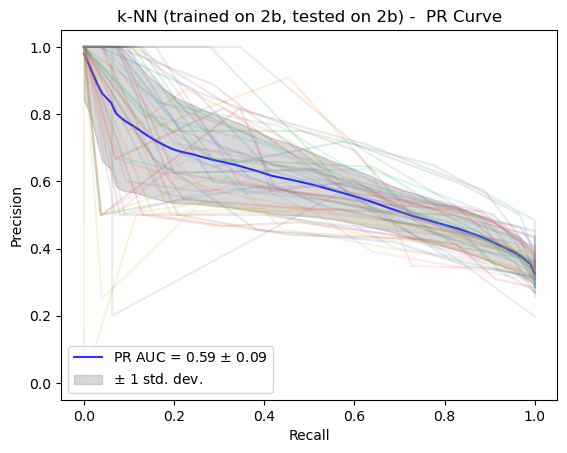 k-NN (trained on 2b, tested on 2b) -  PR Curve
1.0
0.8
0.6
0.4
0.2
0.0
Precision
PR AUC = 0.59 ± 0.09
± 1 std. dev.
0.0 0.2 0.4 0.6 0.8 1.0
Recall